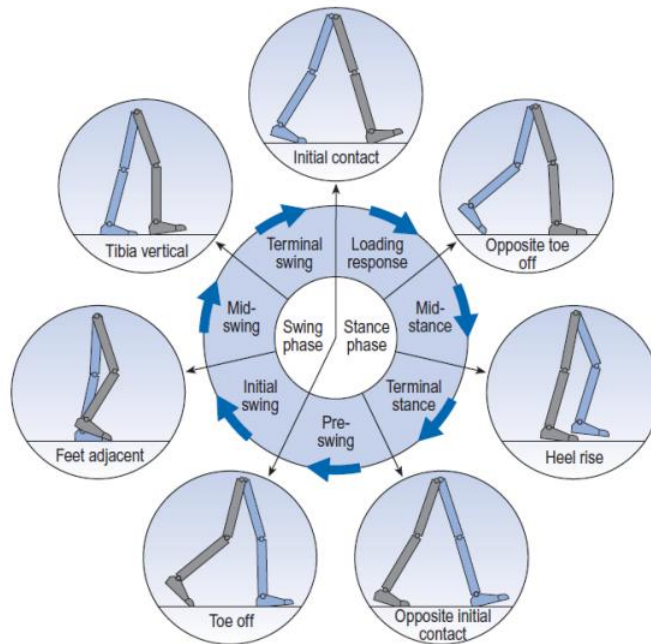 Initial contact
Opposite toe
off
Heel rise
Opposite initial
contact
Toe off
Feet adjacent
Tibia vertical
Loading
response
Mid-
stance
Terminal
stance
Pre-
swing
Initial
swing
Mid-
swing
Terminal
swing
Swing
phase
Stance
phase